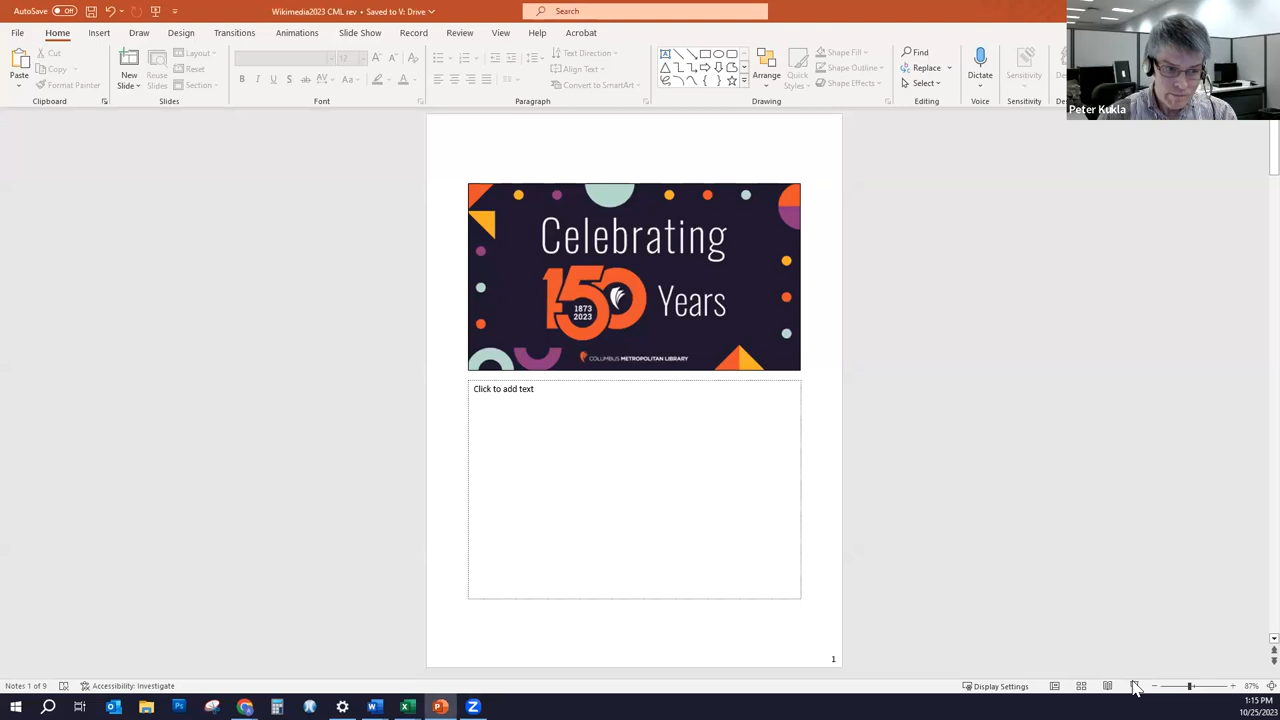 AutoSave Off
Wikimedia2023 CML rev - Saved to V: Drive
Search
File Home Insert Draw Design Transitions Animations Slide Show Record Review View Help Acrobat
Paste
Cut
Copy
Format Painter
Clipboard
New Slide
Reuse Slides
Layout
Reset
Section
Slides
12
Font
Text Direction
Align Text
Convert to SmartArt
Paragraph
Arrange
Quick Styles
Shape Fill
Shape Outline
Shape Effects
Drawing
Find
Replace
Select
Editing
Dictate
Voice
Sensitivity
Sensitivity
Peter Kukla
Celebrating
150 Years
1873
2023
COLUMBUS METROPOLITAN LIBRARY
Click to add text
1
Notes 1 of 9
Accessibility: Investigate
Display Settings
87%
1:15 PM
10/25/2023